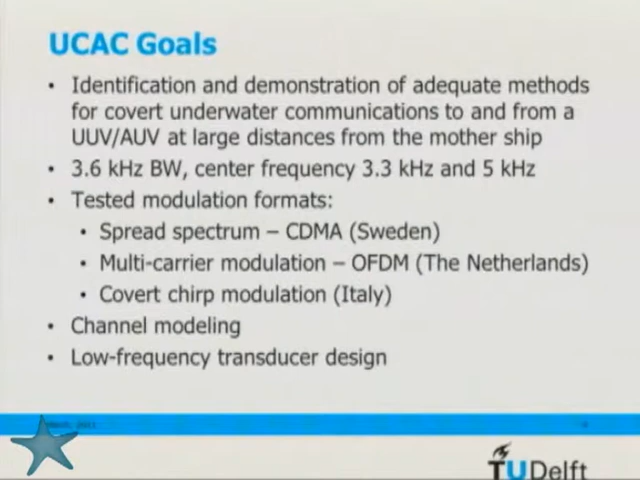 UCAC Goals
• Identification and demonstration of adequate methods
for covert underwater communications to and from a
UUV/AUV at large distances from the mother ship
• 3.6 kHz BW, center frequency 3.3 kHz and 5 kHz
• Tested modulation formats:
• Spread spectrum – CDMA (Sweden)
• Multi-carrier modulation – OFDM (The Netherlands)
• Covert chirp modulation (Italy)
• Channel modeling
• Low-frequency transducer design
TUDelft